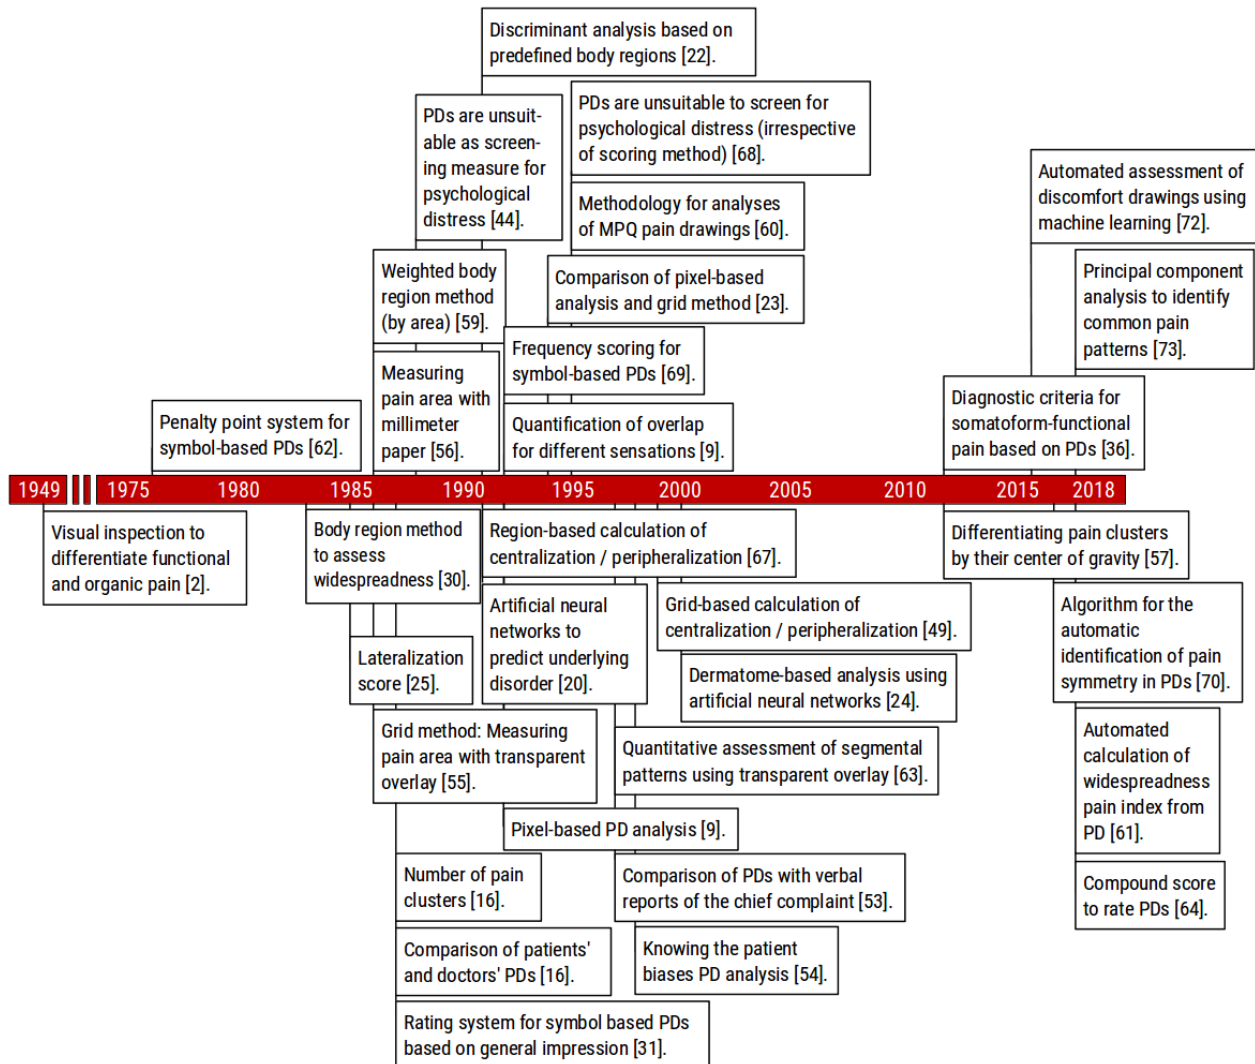 Discriminant analysis based on
predefined body regions [22].
PDs are unsuit-
able as screen-
ing measure for
psychological
distress [44].
PDs are unsuitable to screen for
psychological distress (irrespective
of scoring method) [68].
Automated assessment of
discomfort drawings using
machine learning [72].
Methodology for analyses
of MPQ pain drawings [60].
Weighted body
region method
(by area) [59].
Comparison of pixel-based
analysis and grid method [23].
Principal component
analysis to identify
common pain
patterns [73].
Frequency scoring for
symbol-based PDs [69].
Measuring
pain area with
millimeter
paper [56].
Diagnostic criteria for
somatoform-functional
pain based on PDs [36].
Penalty point system for
symbol-based PDs [62].
Quantification of overlap
for different sensations [9].
1949 1975 1980 1985 1990 1995 2000 2005 2010 2015 2018
Visual inspection to
differentiate functional
and organic pain [2].
Body region method
to assess
widespreadness [30].
Region-based calculation of
centralization / peripheralization [67].
Differentiating pain clusters
by their center of gravity [57].
Artificial neural
networks to
predict underlying
disorder [20].
Grid-based calculation of
centralization / peripheralization [49].
Algorithm for the
automatic
identification of pain
symmetry in PDs [70].
Lateralization
score [25].
Dermatome-based analysis using
artificial neural networks [24].
Grid method: Measuring
pain area with transparent
overlay [55].
Quantitative assessment of segmental
patterns using transparent overlay [63].
Automated
calculation of
widespreadness
pain index from
PD [61].
Pixel-based PD analysis [9].
Number of pain
clusters [16].
Comparison of PDs with verbal
reports of the chief complaint [53].
Compound score
to rate PDs [64].
Comparison of patients'
and doctors' PDs [16].
Knowing the patient
biases PD analysis [54].
Rating system for symbol based PDs
based on general impression [31].